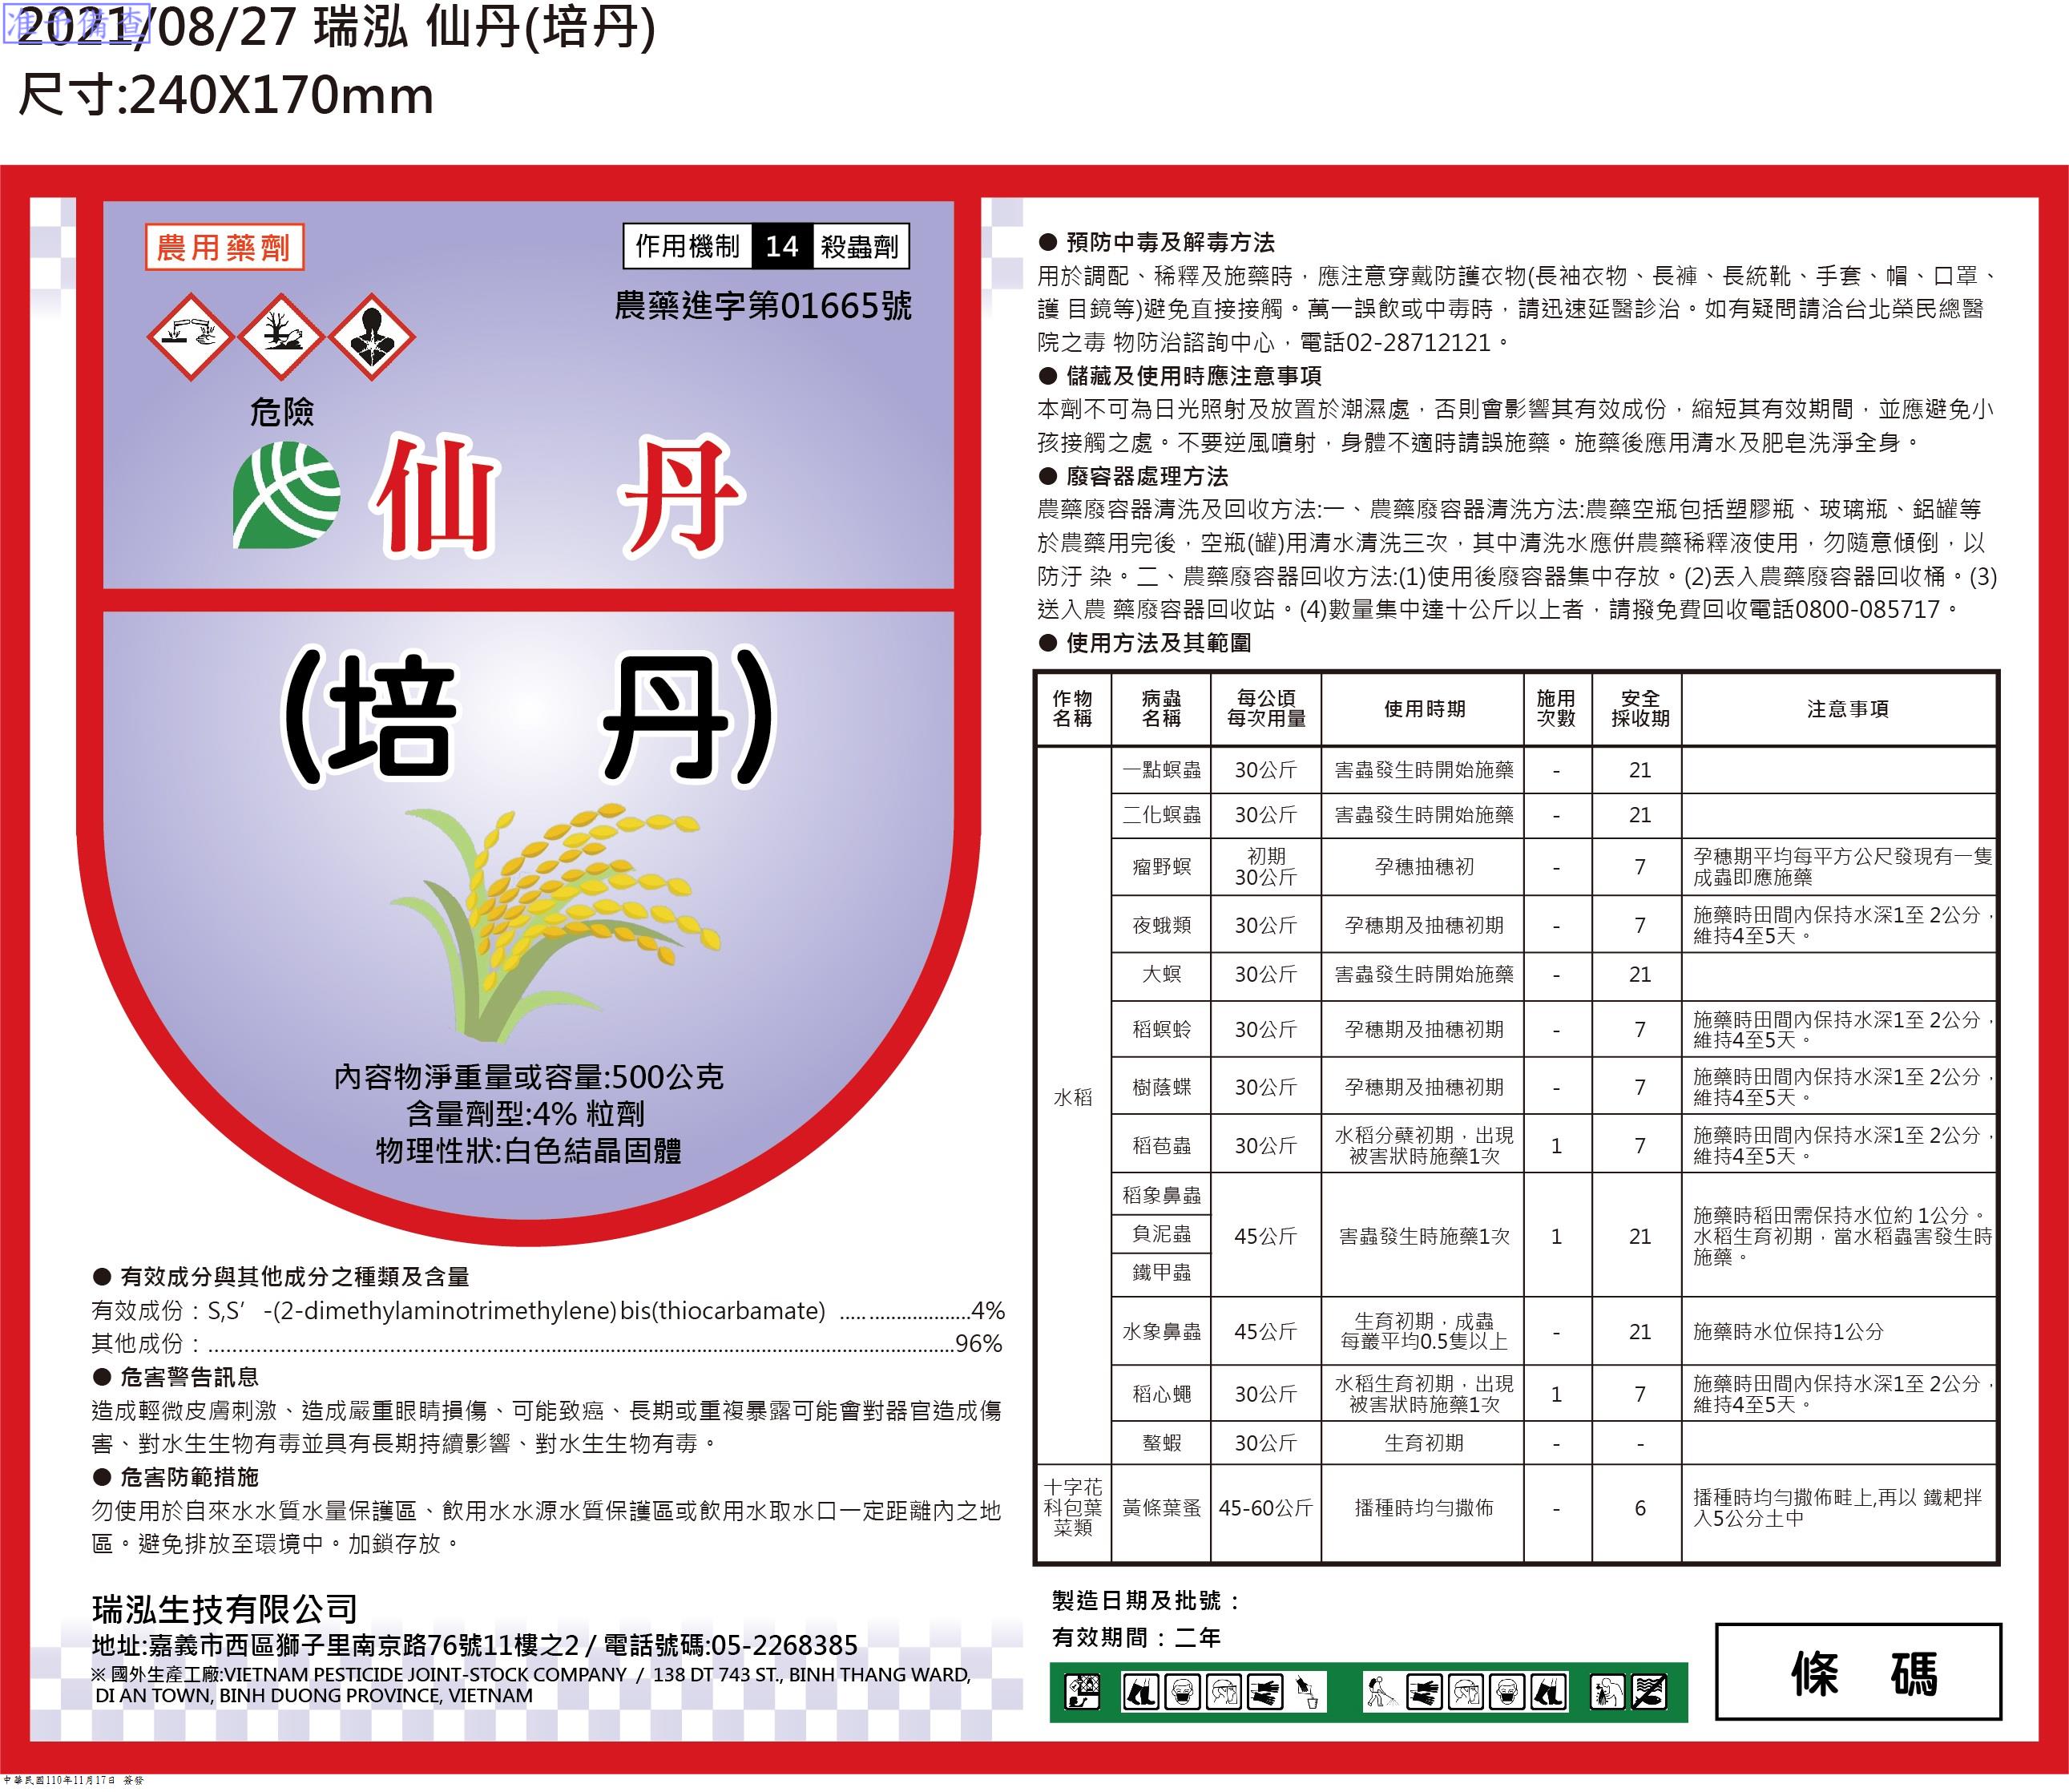 准予備查
2021/08/27 瑞泓 仙丹(培丹)
尺寸:240X170mm
農用藥劑
作用機制 14 殺蟲劑
農藥進字第01665號
危險
仙 丹
(培 丹)
內容物淨重量或容量:500公克
含量劑型:4% 粒劑
物理性狀:白色結晶固體
● 有效成分與其他成分之種類及含量
有效成份：S,S′-(2-dimethylaminotrimethylene)bis(thiocarbamate) ........................4%
其他成份：................................................................................................................................96%
● 危害警告訊息
造成輕微皮膚刺激、造成嚴重眼睛損傷、可能致癌、長期或重複暴露可能會對器官造成傷
害、對水生生物有毒並具有長期持續影響、對水生生物有毒。
● 危害防範措施
勿使用於自來水水質水量保護區、飲用水水源水質保護區或飲用水取水口一定距離內之地
區。避免排放至環境中。加鎖存放。
瑞泓生技有限公司
地址:嘉義市西區獅子里南京路76號11樓之2 / 電話號碼:05-2268385
※ 國外生產工廠:VIETNAM PESTICIDE JOINT-STOCK COMPANY / 138 DT 743 ST., BINH THANG WARD,
DI AN TOWN, BINH DUONG PROVINCE, VIETNAM
● 預防中毒及解毒方法
用於調配、稀釋及施藥時，應注意穿戴防護衣物(長袖衣物、長褲、長統靴、手套、帽、口罩、
護 目鏡等)避免直接接觸。萬一誤飲或中毒時，請迅速延醫診治。如有疑問請洽台北榮民總醫
院之毒 物防治諮詢中心，電話02-28712121。
● 儲藏及使用時應注意事項
本劑不可為日光照射及放置於潮濕處，否則會影響其有效成份，縮短其有效期間，並應避免小
孩接觸之處。不要逆風噴射，身體不適時請誤施藥。施藥後應用清水及肥皂洗淨全身。
● 廢容器處理方法
農藥廢容器清洗及回收方法:一、農藥廢容器清洗方法:農藥空瓶包括塑膠瓶、玻璃瓶、鋁罐等
於農藥用完後，空瓶(罐)用清水清洗三次，其中清洗水應併農藥稀釋液使用，勿隨意傾倒，以
防汙 染。二、農藥廢容器回收方法:(1)使用後廢容器集中存放。(2)丟入農藥廢容器回收桶。(3)
送入農 藥廢容器回收站。(4)數量集中達十公斤以上者，請撥免費回收電話0800-085717。
● 使用方法及其範圍
作物名稱 病蟲名稱 每公頃每次用量 使用時期 施用次數 安全採收期 注意事項
水稻
一點螟蟲 30公斤 害蟲發生時開始施藥 - 21
二化螟蟲 30公斤 害蟲發生時開始施藥 - 21
瘤野螟 初期30公斤 孕穗抽穗初 - 7 孕穗期平均每平方公尺發現有一隻成蟲即應施藥
夜蛾類 30公斤 孕穗期及抽穗初期 - 7 施藥時田間內保持水深1至 2公分，維持4至5天。
大螟 30公斤 害蟲發生時開始施藥 - 21
稻螟蛉 30公斤 孕穗期及抽穗初期 - 7 施藥時田間內保持水深1至 2公分，維持4至5天。
樹蔭蝶 30公斤 孕穗期及抽穗初期 - 7 施藥時田間內保持水深1至 2公分，維持4至5天。
稻苞蟲 30公斤 水稻分蘗初期，出現被害狀時施藥1次 1 7 施藥時田間內保持水深1至 2公分，維持4至5天。
稻象鼻蟲
負泥蟲 45公斤 害蟲發生時施藥1次 1 21 施藥時稻田需保持水位約 1公分。水稻生育初期，當水稻蟲害發生時施藥。
鐵甲蟲
水象鼻蟲 45公斤 生育初期，成蟲每叢平均0.5隻以上 - 21 施藥時水位保持1公分
稻心蠅 30公斤 水稻生育初期，出現被害狀時施藥1次 1 7 施藥時田間內保持水深1至 2公分，維持4至5天。
螯蝦 30公斤 生育初期 - -
十字花科包葉菜類 黃條葉蚤 45-60公斤 播種時均勻撒佈 - 6 播種時均勻撒佈畦上,再以 鐵耙拌入5公分土中
製造日期及批號：
有效期間：二年
條 碼
中華民國110年11月17日 簽發